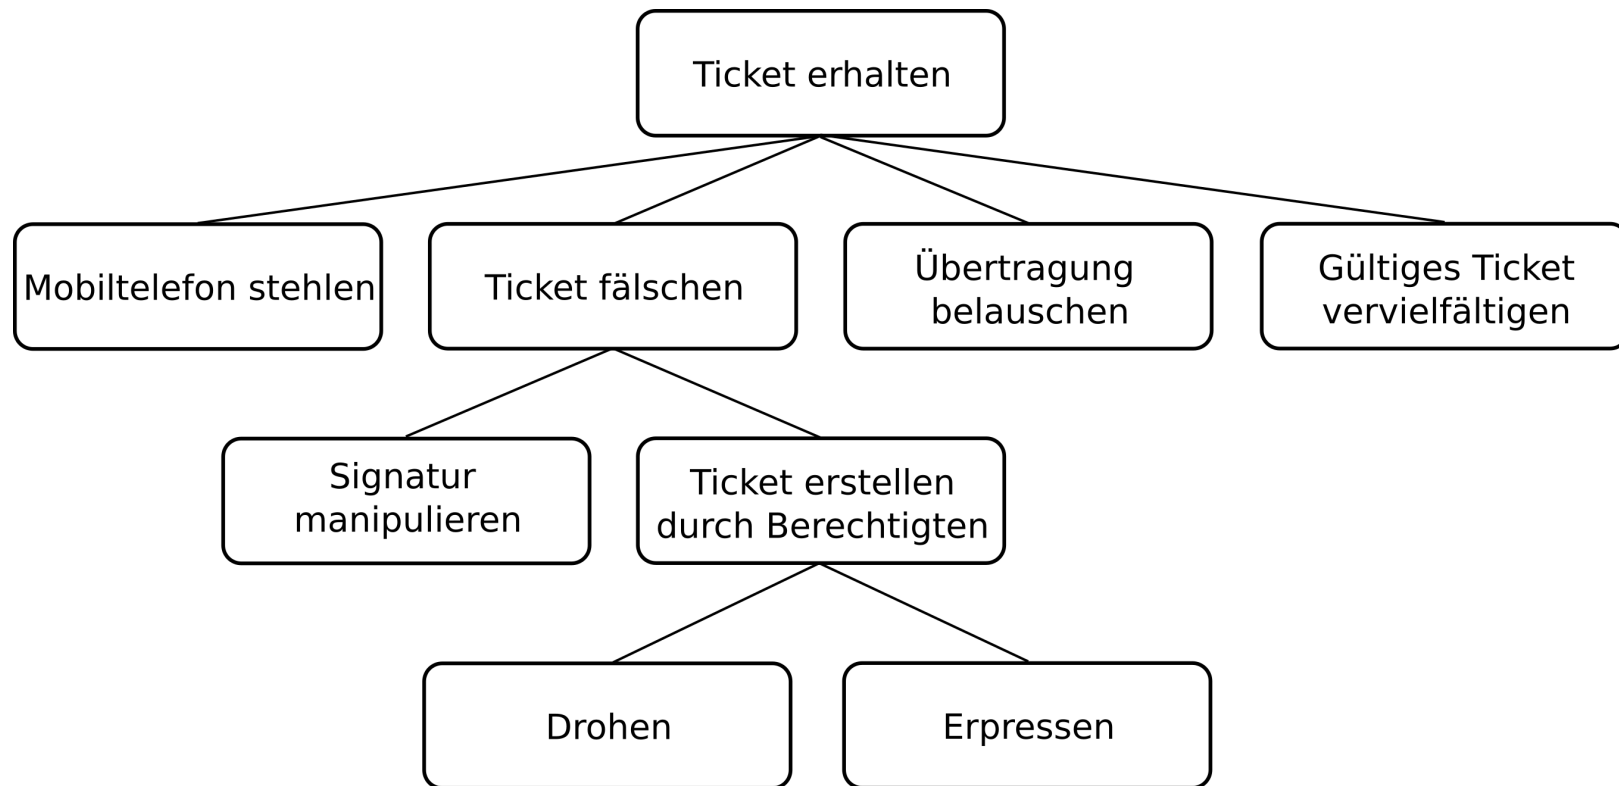 Ticket erhalten
Mobiltelefon stehlen
Ticket fälschen
Übertragung
belauschen
Gültiges Ticket
vervielfältigen
Signatur
manipulieren
Ticket erstellen
durch Berechtigten
Drohen
Erpressen